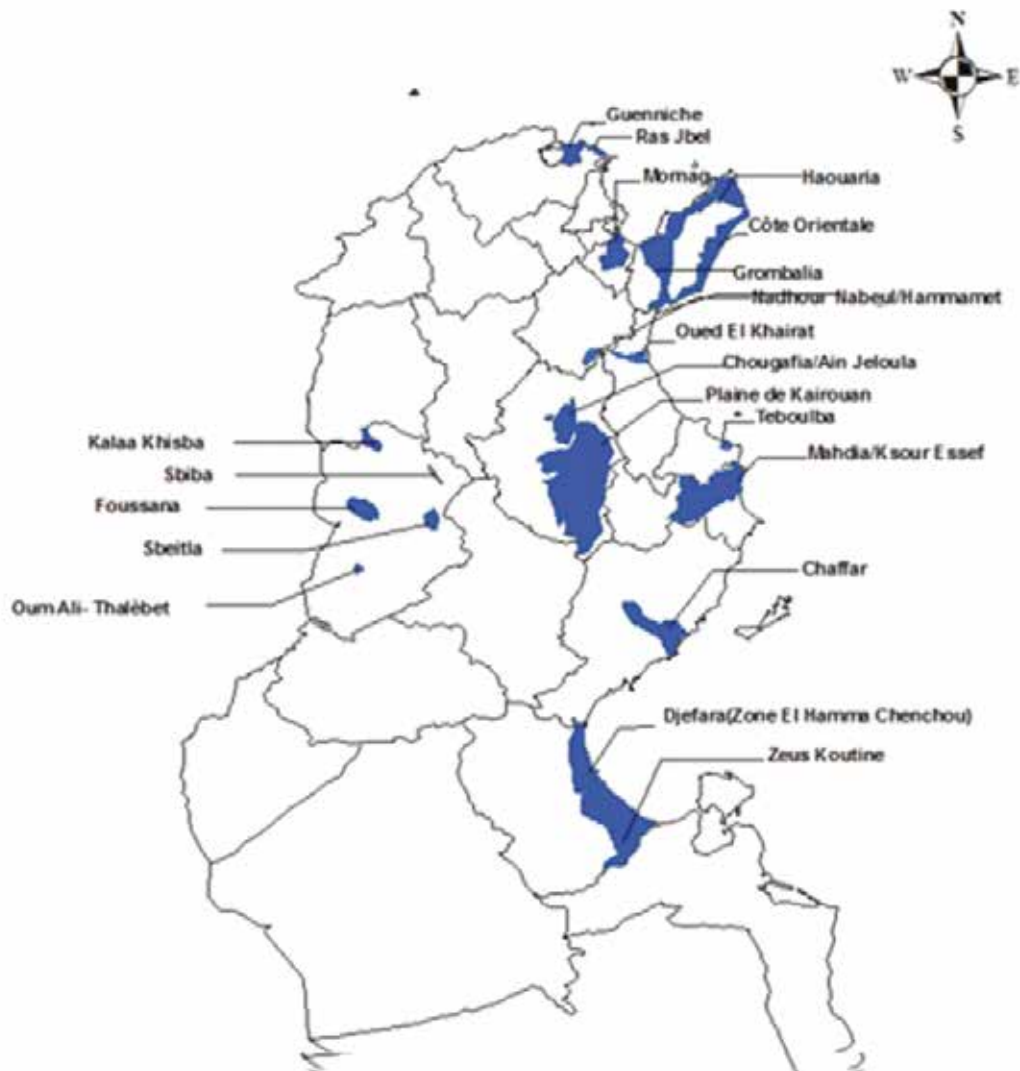 N
W E
S
Guenniche
Ras Jbel
Mornag
Haouaria
Côte Orientale
Grombalia
Nadhour Nabeul/Hammamet
Oued El Khairat
Chougafia/Ain Jeloula
Plaine de Kairouan
Teboulba
Kalaa Khisba
Mahdia/Ksour Essef
Sbiba
Foussana
Sbeitla
Chaffar
Oum Ali- Thalèbet
Djefara(Zone El Hamma Chenchou)
Zeus Koutine